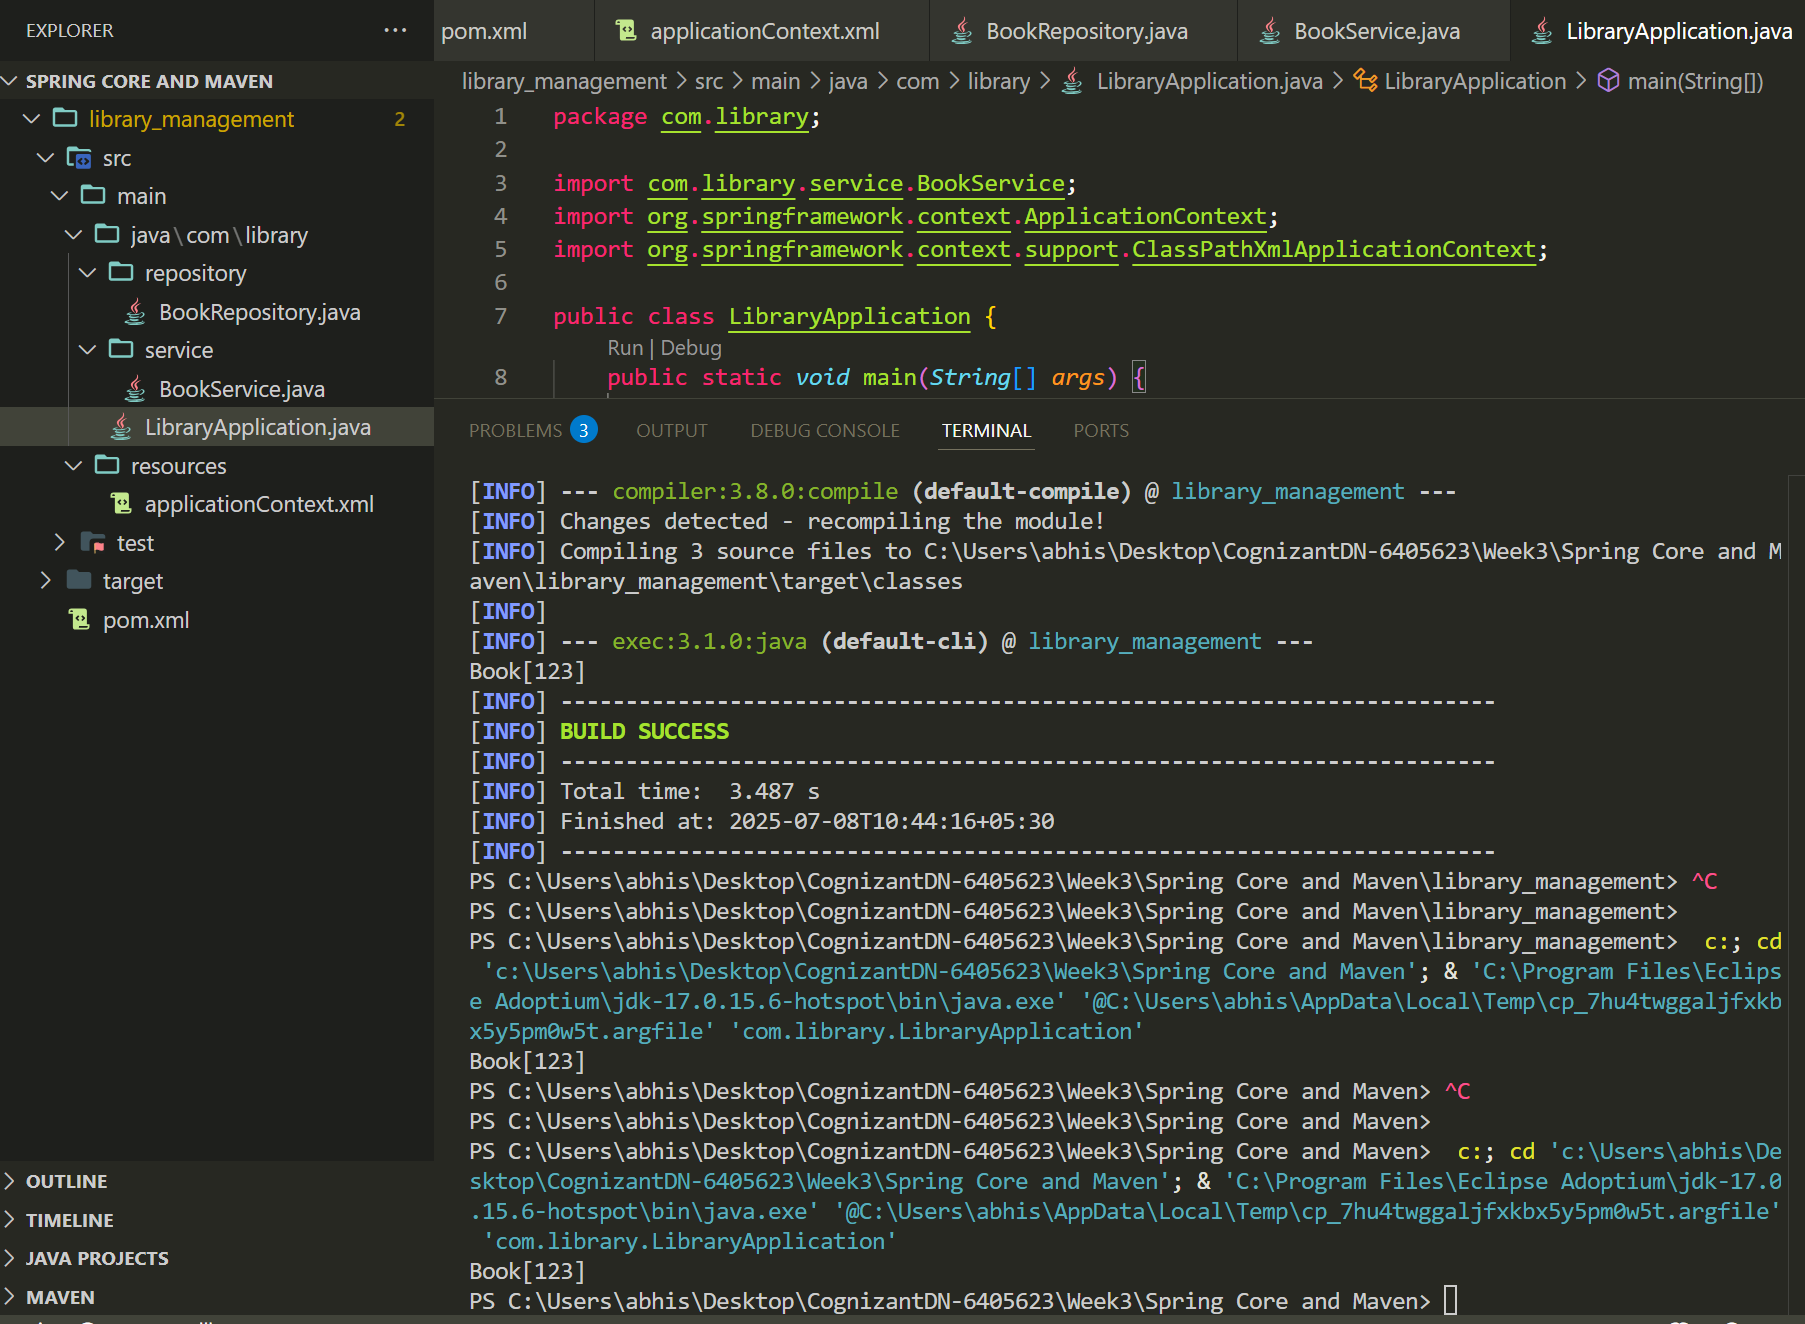 EXPLORER ···
SPRING CORE AND MAVEN
library_management 2
src
main
java\com\library
repository
BookRepository.java
service
BookService.java
LibraryApplication.java
resources
applicationContext.xml
test
target
pom.xml
OUTLINE
TIMELINE
JAVA PROJECTS
MAVEN
pom.xml applicationContext.xml BookRepository.java BookService.java LibraryApplication.java
library_management > src > main > java > com > library > LibraryApplication.java > LibraryApplication > main(String[])
1 package com.library;
2
3 import com.library.service.BookService;
4 import org.springframework.context.ApplicationContext;
5 import org.springframework.context.support.ClassPathXmlApplicationContext;
6
7 public class LibraryApplication {
Run | Debug
8 public static void main(String[] args) {
PROBLEMS 3 OUTPUT DEBUG CONSOLE TERMINAL PORTS
[INFO] --- compiler:3.8.0:compile (default-compile) @ library_management ---
[INFO] Changes detected - recompiling the module!
[INFO] Compiling 3 source files to C:\Users\abhis\Desktop\CognizantDN-6405623\Week3\Spring Core and M
aven\library_management\target\classes
[INFO]
[INFO] --- exec:3.1.0:java (default-cli) @ library_management ---
Book[123]
[INFO] ------------------------------------------------------------------------
[INFO] BUILD SUCCESS
[INFO] ------------------------------------------------------------------------
[INFO] Total time:  3.487 s
[INFO] Finished at: 2025-07-08T10:44:16+05:30
[INFO] ------------------------------------------------------------------------
PS C:\Users\abhis\Desktop\CognizantDN-6405623\Week3\Spring Core and Maven\library_management> ^C
PS C:\Users\abhis\Desktop\CognizantDN-6405623\Week3\Spring Core and Maven\library_management>
PS C:\Users\abhis\Desktop\CognizantDN-6405623\Week3\Spring Core and Maven\library_management>  c:; cd
'c:\Users\abhis\Desktop\CognizantDN-6405623\Week3\Spring Core and Maven'; & 'C:\Program Files\Eclips
e Adoptium\jdk-17.0.15.6-hotspot\bin\java.exe' '@C:\Users\abhis\AppData\Local\Temp\cp_7hu4twggaljfxkb
x5y5pm0w5t.argfile' 'com.library.LibraryApplication'
Book[123]
PS C:\Users\abhis\Desktop\CognizantDN-6405623\Week3\Spring Core and Maven> ^C
PS C:\Users\abhis\Desktop\CognizantDN-6405623\Week3\Spring Core and Maven>
PS C:\Users\abhis\Desktop\CognizantDN-6405623\Week3\Spring Core and Maven>  c:; cd 'c:\Users\abhis\De
sktop\CognizantDN-6405623\Week3\Spring Core and Maven'; & 'C:\Program Files\Eclipse Adoptium\jdk-17.0
.15.6-hotspot\bin\java.exe' '@C:\Users\abhis\AppData\Local\Temp\cp_7hu4twggaljfxkbx5y5pm0w5t.argfile'
'com.library.LibraryApplication'
Book[123]
PS C:\Users\abhis\Desktop\CognizantDN-6405623\Week3\Spring Core and Maven>